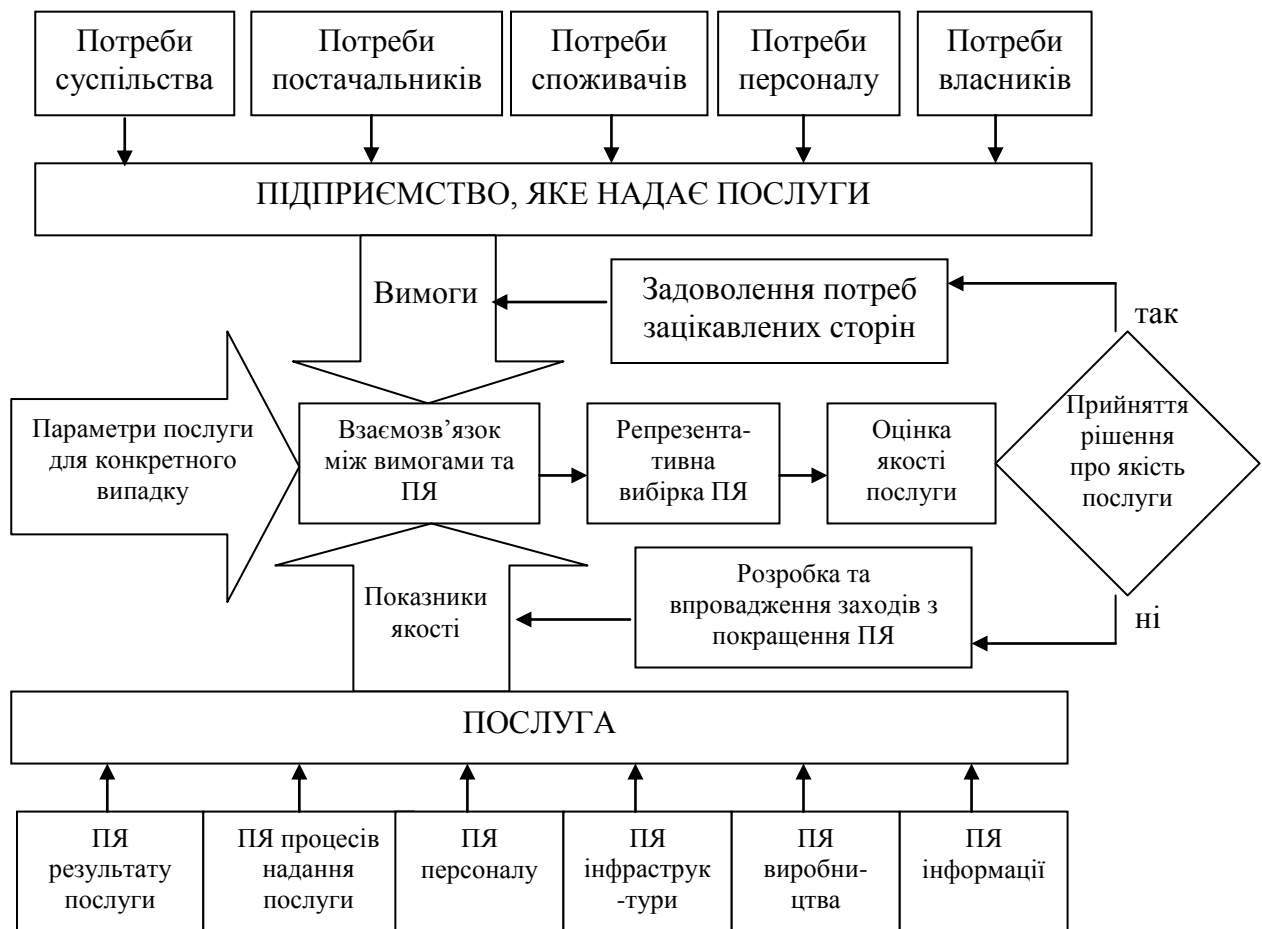 Потреби
суспільства
Потреби
постачальників
Потреби
споживачів
Потреби
персоналу
Потреби
власників
ПІДПРИЄМСТВО, ЯКЕ НАДАЄ ПОСЛУГИ
Вимоги
Задоволення потреб
зацікавлених сторін
так
Параметри послуги
для конкретного
випадку
Взаємозв’язок
між вимогами та
ПЯ
Репрезента-
тивна
вибірка ПЯ
Оцінка
якості
послуги
Прийняття
рішення
про якість
послуги
Показники
якості
Розробка та
впровадження заходів з
покращення ПЯ
ні
ПОСЛУГА
ПЯ
результату
послуги
ПЯ процесів
надання
послуги
ПЯ
персоналу
ПЯ
інфраструк
-тури
ПЯ
виробни-
цтва
ПЯ
інформації